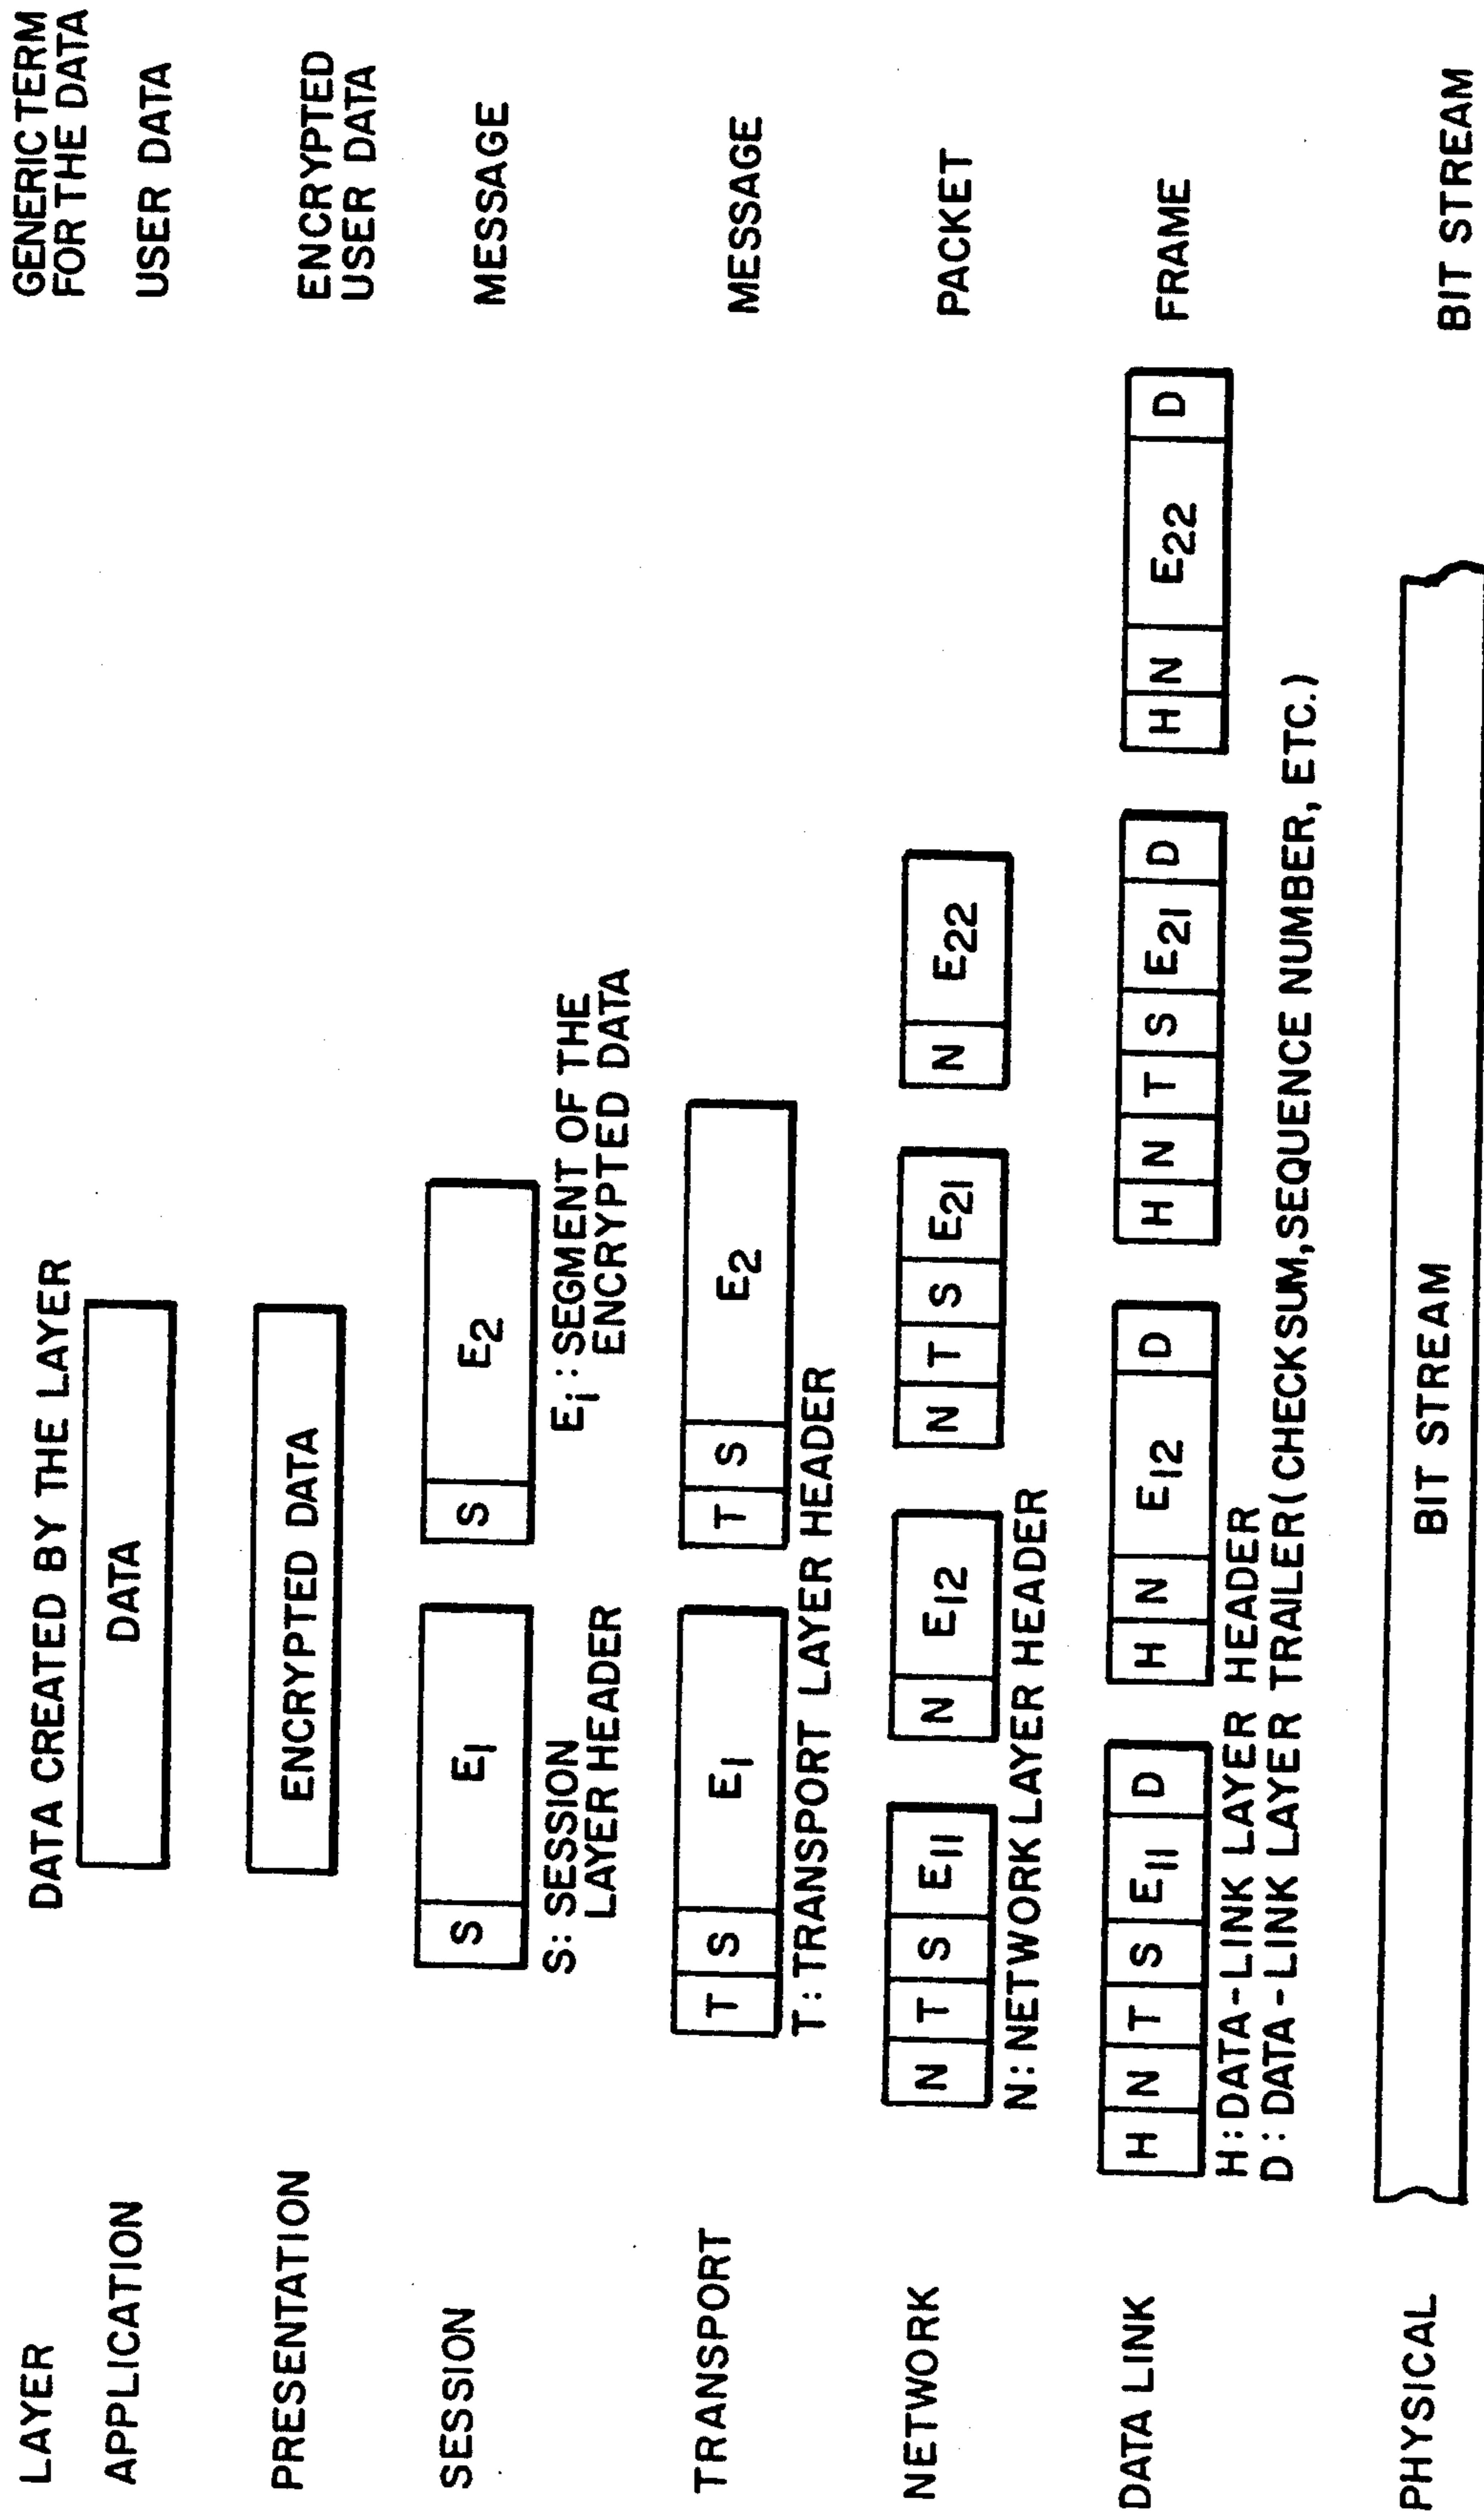 LAYER
DATA CREATED BY THE LAYER
GENERIC TERM
FOR THE DATA
APPLICATION
DATA
USER DATA
PRESENTATION
ENCRYPTED DATA
ENCRYPTED
USER DATA
SESSION
S E₁
S E₂
MESSAGE
S: SESSION
LAYER HEADER
Eᵢ: SEGMENT OF THE
ENCRYPTED DATA
TRANSPORT
T S E₁
T S E₂
MESSAGE
T: TRANSPORT LAYER HEADER
NETWORK
N T S E₁₁
N E₁₂
N T S E₂₁
N E₂₂
PACKET
N: NETWORK LAYER HEADER
DATA LINK
H N T S E₁₁ D
H N E₁₂ D
H N T S E₂₁ D
H N E₂₂ D
FRAME
H: DATA-LINK LAYER HEADER
D: DATA-LINK LAYER TRAILER (CHECKSUM, SEQUENCE NUMBER, ETC.)
PHYSICAL
BIT STREAM
BIT STREAM